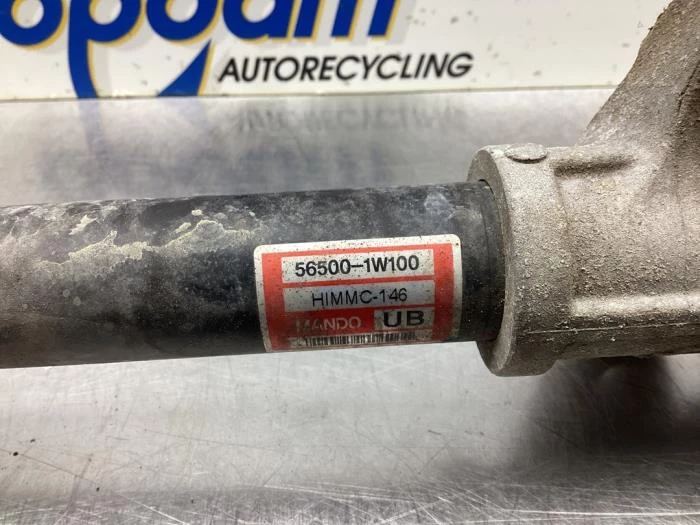 AUTORECYCLING
56500-1W100
HIMMC-146
MANDO UB